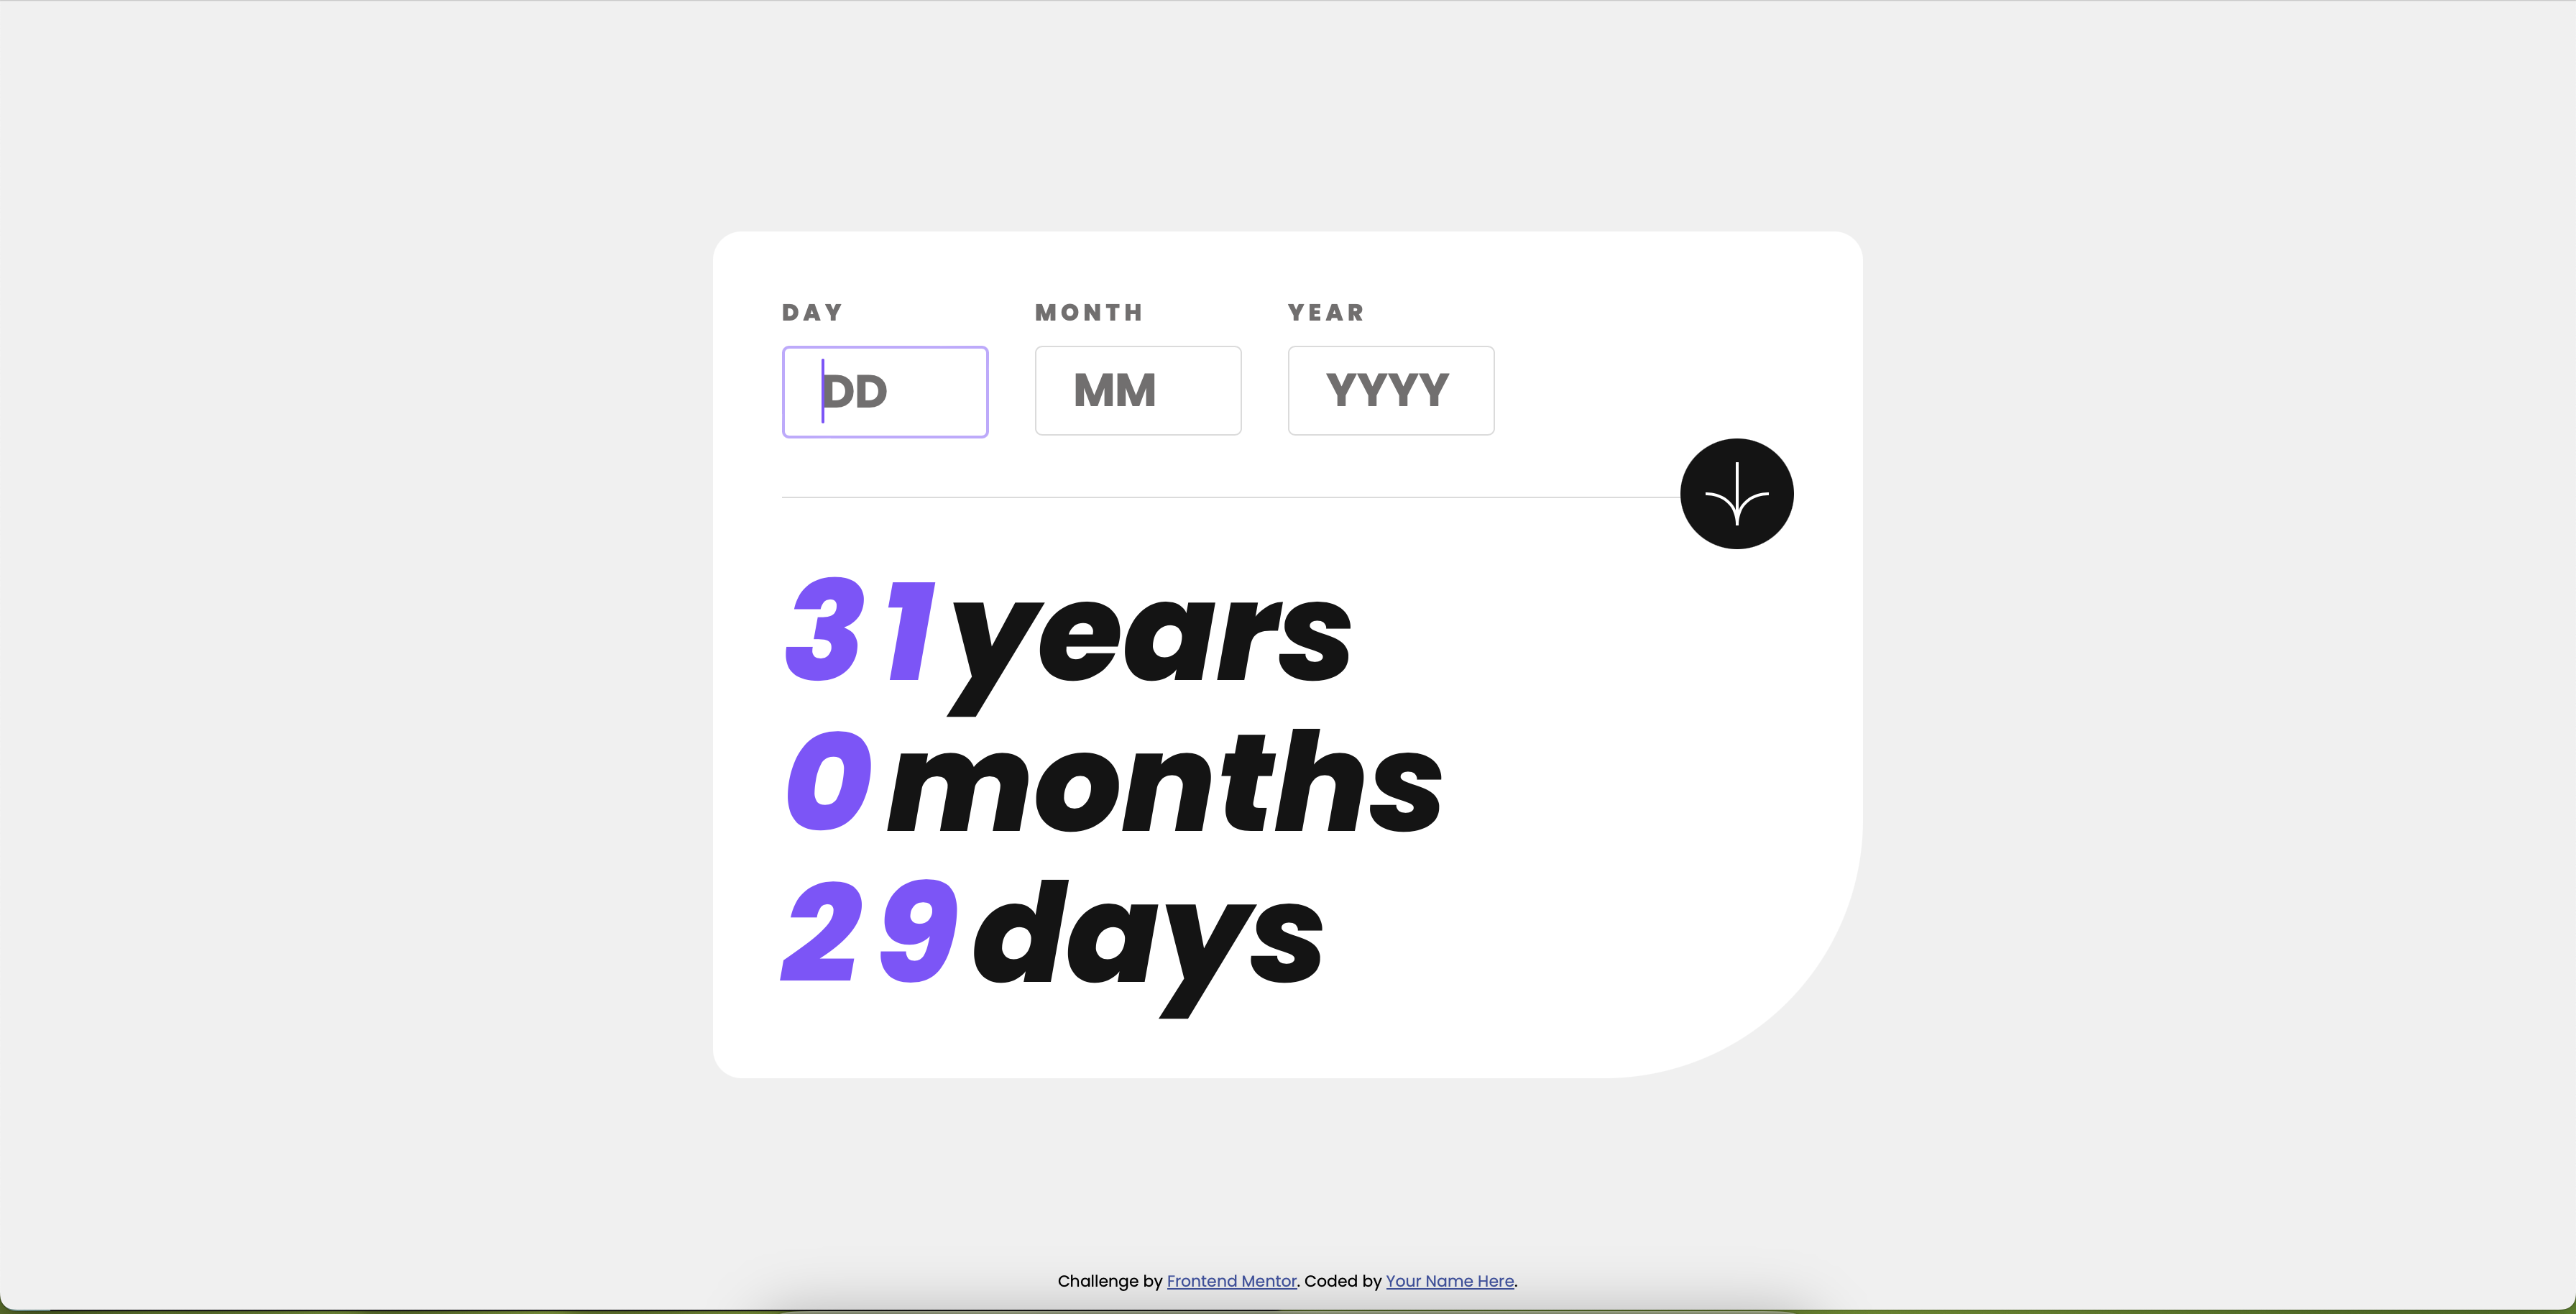 DAY MONTH YEAR
DD MM YYYY
31 years
0 months
29 days
Challenge by Frontend Mentor. Coded by Your Name Here.